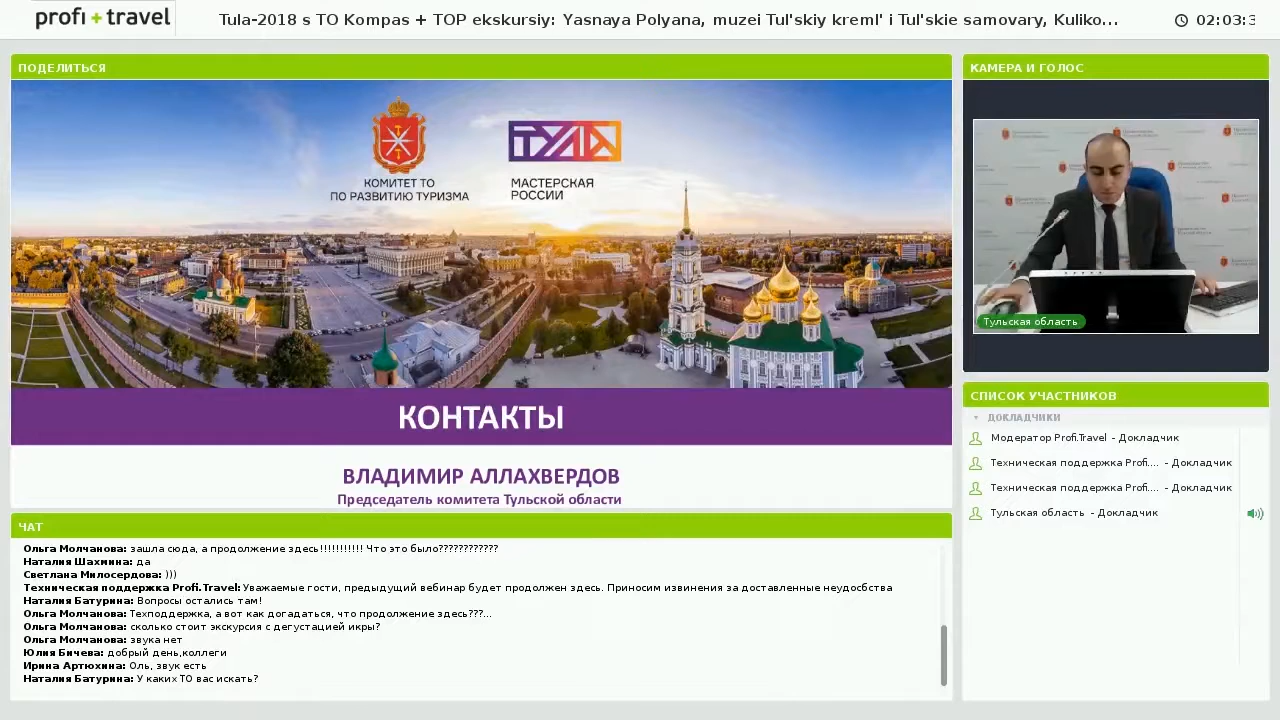 profi + travel
Tula-2018 s TO Kompas + TOP ekskursiy: Yasnaya Polyana, muzei Tul'skiy kreml' i Tul'skie samovary, Kuliko...
02:03:3
ПОДЕЛИТЬСЯ
КОМИТЕТ ТО
ПО РАЗВИТИЮ ТУРИЗМА
ТУЛА
МАСТЕРСКАЯ
РОССИИ
КОНТАКТЫ
ВЛАДИМИР АЛЛАХВЕРДОВ
Председатель комитета Тульской области
ЧАТ
Ольга Молчанова: зашла сюда, а продолжение здесь!!!!!!!!!!! Что это было????????????
Наталия Шахмина: да
Светлана Милосердова: )))
Техническая поддержка Profi.Travel: Уважаемые гости, предыдущий вебинар будет продолжен здесь. Приносим извинения за доставленные неудосбства
Наталия Батурина: Вопросы остались там!
Ольга Молчанова: Техподдержка, а вот как догадаться, что продолжение здесь???...
Ольга Молчанова: сколько стоит экскурсия с дегустацией икры?
Ольга Молчанова: звука нет
Юлия Бичева: добрый день,коллеги
Ирина Артюхина: Оль, звук есть
Наталия Батурина: У каких ТО вас искать?
КАМЕРА И ГОЛОС
Тульская область
СПИСОК УЧАСТНИКОВ
ДОКЛАДЧИКИ
Модератор Profi.Travel - Докладчик
Техническая поддержка Profi.... - Докладчик
Техническая поддержка Profi.... - Докладчик
Тульская область - Докладчик